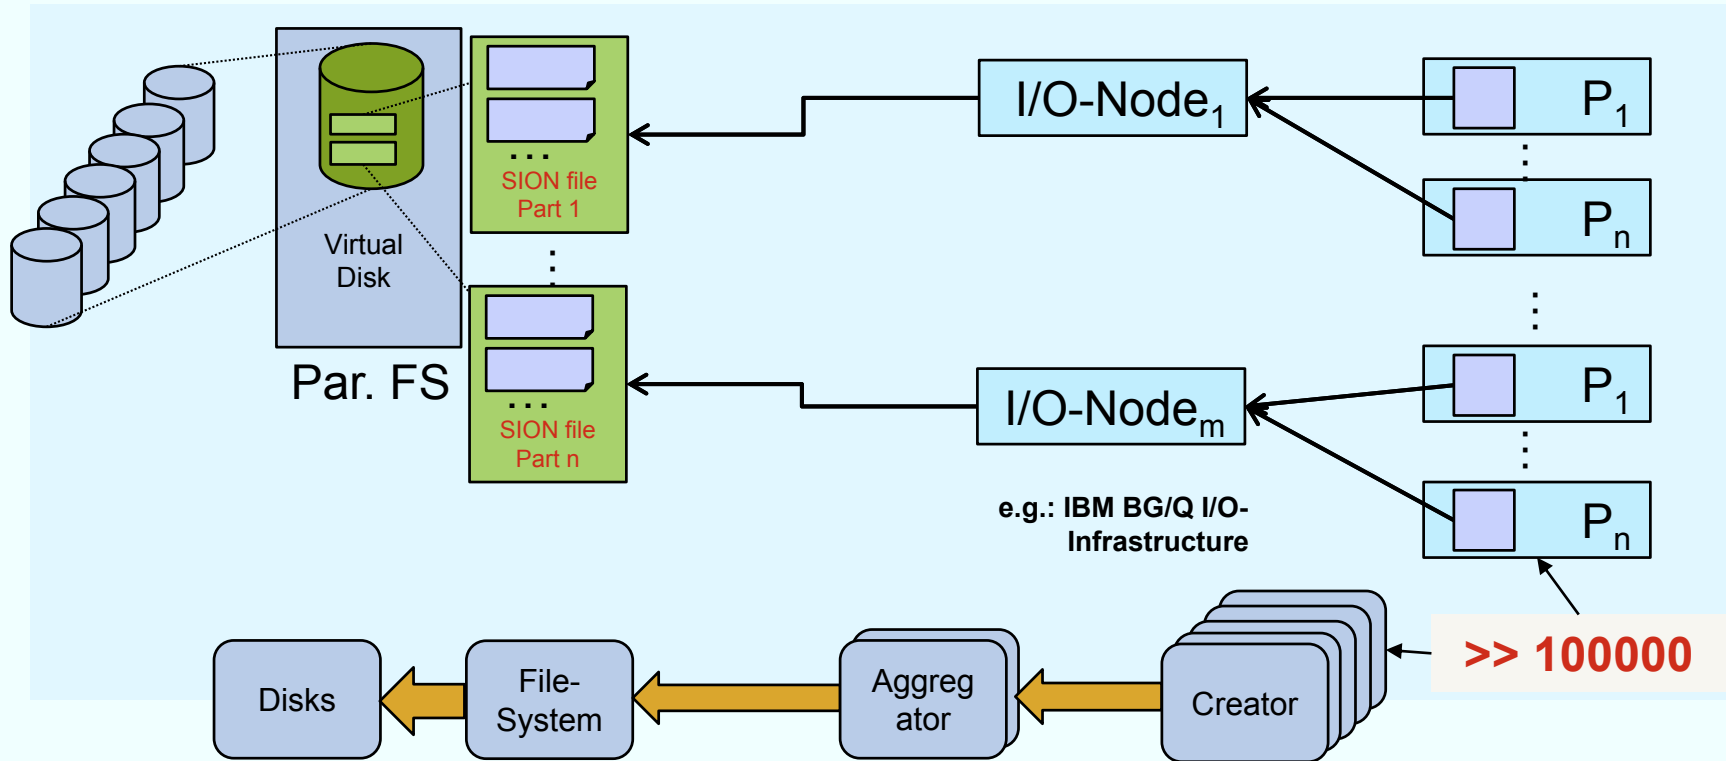 I/O-Node1
P1
⋮
Pn
...
SION file
Part 1
Virtual
Disk
⋮
⋮
Par. FS
...
SION file
Part n
I/O-Nodem
P1
⋮
Pn
e.g.: IBM BG/Q I/O-
Infrastructure
>> 100000
Disks
File-
System
Aggreg
ator
Creator